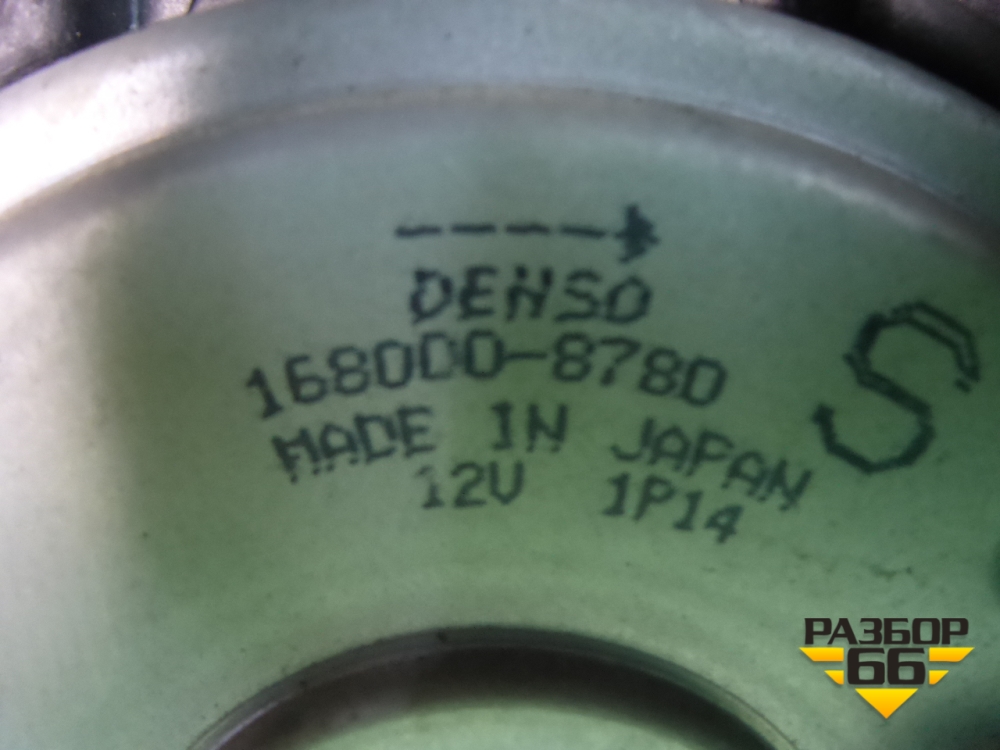 DENSO
168000-8780
MADE IN JAPAN
12V 1P14
S
РАЗБОР
66